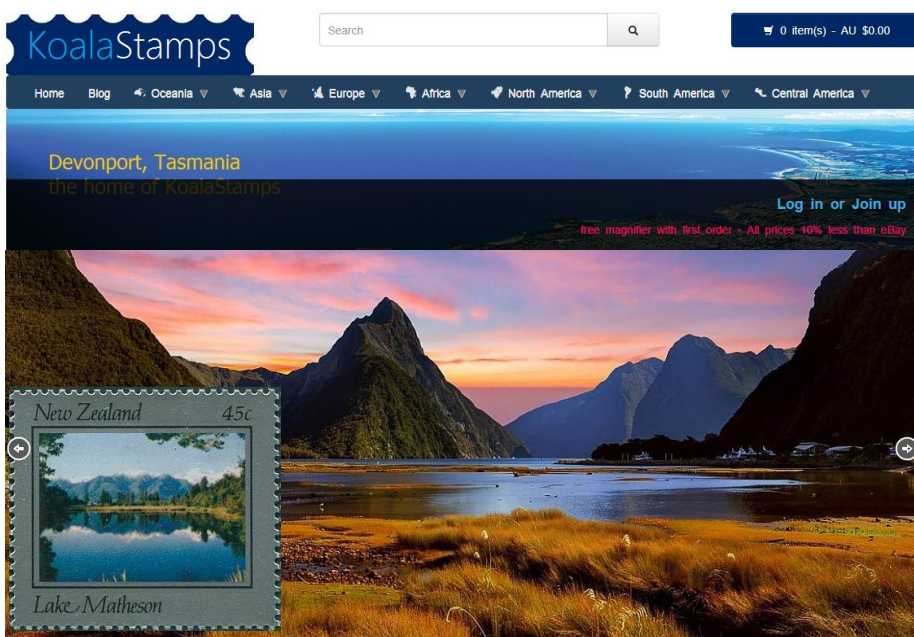 KoalaStamps
Search
0 item(s) - AU $0.00
Home Blog Oceania Asia Europe Africa North America South America Central America
Devonport, Tasmania
the home of KoalaStamps
Log in or Join up
free magnifier with first order - All prices 10% less than eBay
New Zealand 45c
Lake Matheson